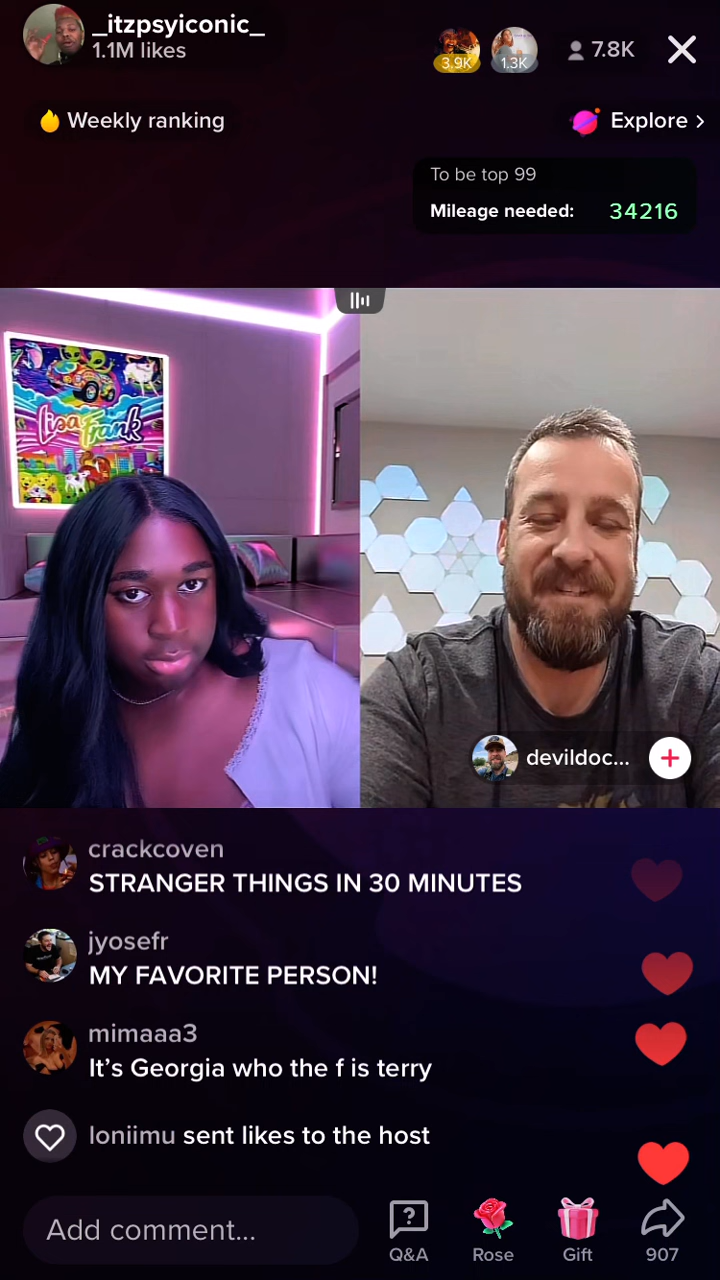 _itzpsyiconic_
1.1M likes
3.9K
1.3K
7.8K
Weekly ranking
Explore
To be top 99
Mileage needed: 34216
Lisa Frank
devildoc...
crackcoven
STRANGER THINGS IN 30 MINUTES
jyosefr
MY FAVORITE PERSON!
mimaaa3
It's Georgia who the f is terry
loniimu sent likes to the host
Add comment...
Q&A
Rose
Gift
907